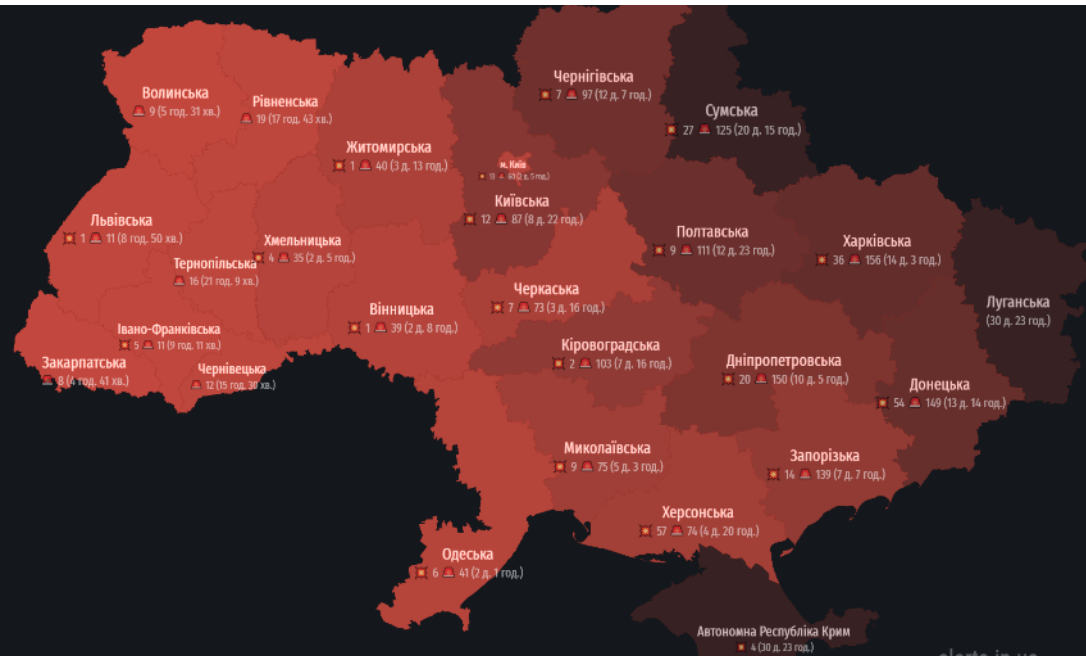 Чернігівська
7 97 (12 д. 7 год.)
Волинська
9 (5 год. 31 хв.)
Рівненська
19 (17 год. 43 хв.)
Сумська
27 125 (20 д. 15 год.)
Житомирська
1 40 (3 д. 13 год.)
м. Київ
13 (2 д. 5 год.)
Київська
12 87 (8 д. 22 год.)
Львівська
1 11 (8 год. 50 хв.)
Хмельницька
4 35 (2 д. 5 год.)
Полтавська
9 111 (12 д. 23 год.)
Харківська
36 156 (14 д. 3 год.)
Тернопільська
16 (21 год. 9 хв.)
Черкаська
7 73 (3 д. 16 год.)
Луганська
(30 д. 23 год.)
Вінницька
1 39 (2 д. 8 год.)
Івано-Франківська
5 11 (9 год. 11 хв.)
Кіровоградська
2 103 (7 д. 16 год.)
Закарпатська
8 (4 год. 41 хв.)
Чернівецька
12 (15 год. 30 хв.)
Дніпропетровська
20 150 (10 д. 5 год.)
Донецька
54 149 (13 д. 14 год.)
Миколаївська
9 75 (5 д. 3 год.)
Запорізька
14 139 (7 д. 7 год.)
Херсонська
57 74 (4 д. 20 год.)
Одеська
6 41 (2 д. 1 год.)
Автономна Республіка Крим
4 (30 д. 23 год.)